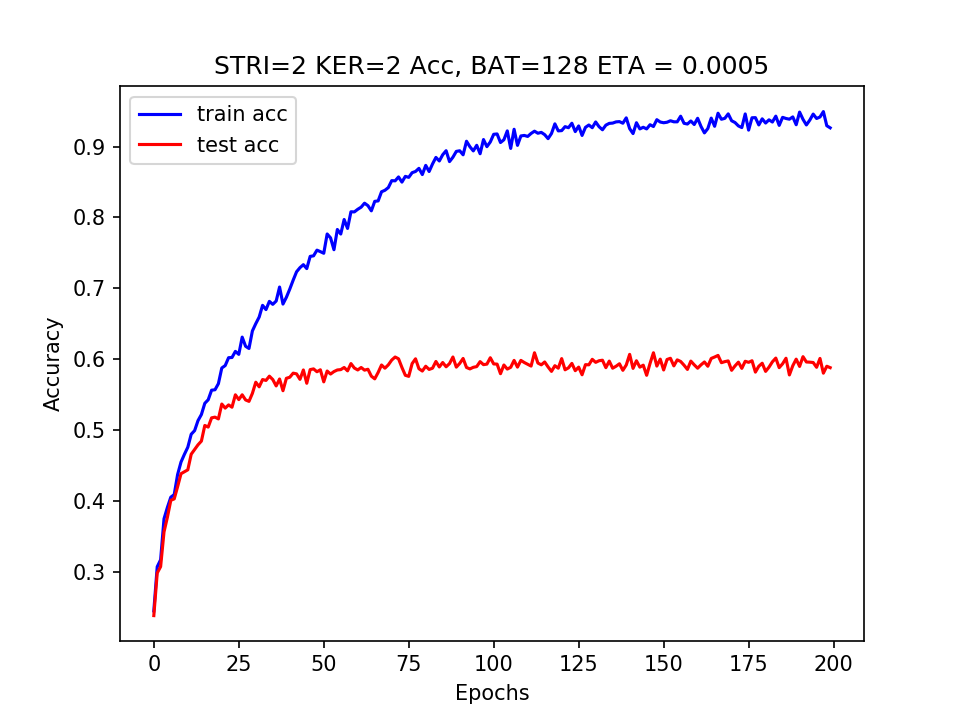 STRI=2 KER=2 Acc, BAT=128 ETA = 0.0005
train acc
test acc
Accuracy
0.9
0.8
0.7
0.6
0.5
0.4
0.3
0 25 50 75 100 125 150 175 200
Epochs